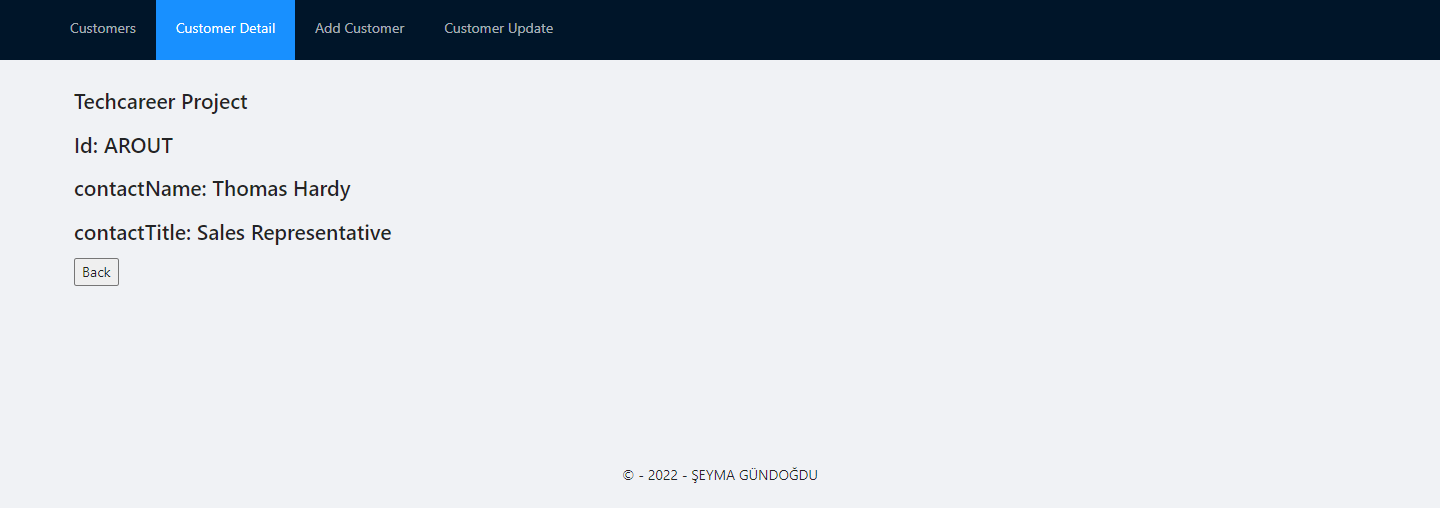 Customers Customer Detail Add Customer Customer Update
Techcareer Project
Id: AROUT
contactName: Thomas Hardy
contactTitle: Sales Representative
Back
© - 2022 - ŞEYMA GÜNDOĞDU